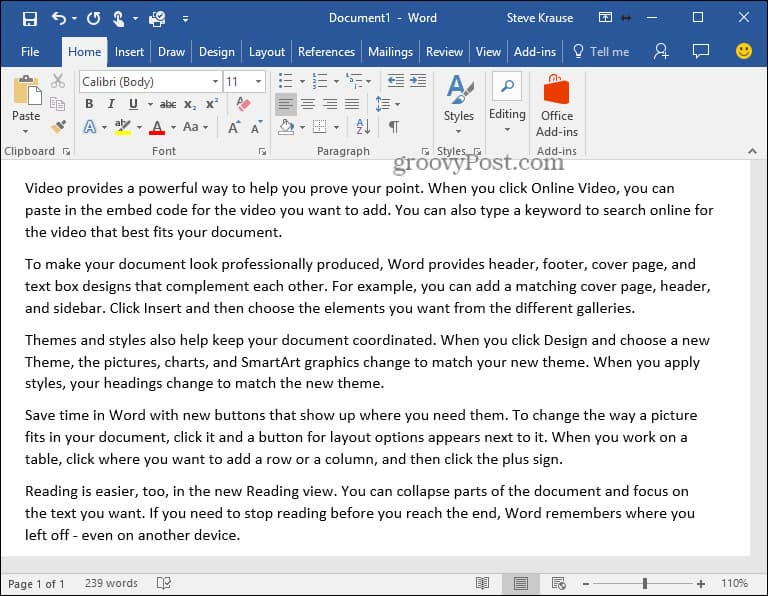 Document1 - Word
Steve Krause
File Home Insert Draw Design Layout References Mailings Review View Add-ins Tell me
Calibri (Body) 11
Paste
B I U abc x₂ x²
A ab A Aa A A
A Z
Styles
Editing
Office
Add-ins
Clipboard Font Paragraph Styles Add-ins
groovyPost.com
Video provides a powerful way to help you prove your point. When you click Online Video, you can
paste in the embed code for the video you want to add. You can also type a keyword to search online for
the video that best fits your document.
To make your document look professionally produced, Word provides header, footer, cover page, and
text box designs that complement each other. For example, you can add a matching cover page, header,
and sidebar. Click Insert and then choose the elements you want from the different galleries.
Themes and styles also help keep your document coordinated. When you click Design and choose a new
Theme, the pictures, charts, and SmartArt graphics change to match your new theme. When you apply
styles, your headings change to match the new theme.
Save time in Word with new buttons that show up where you need them. To change the way a picture
fits in your document, click it and a button for layout options appears next to it. When you work on a
table, click where you want to add a row or a column, and then click the plus sign.
Reading is easier, too, in the new Reading view. You can collapse parts of the document and focus on
the text you want. If you need to stop reading before you reach the end, Word remembers where you
left off - even on another device.
Page 1 of 1 239 words 110%